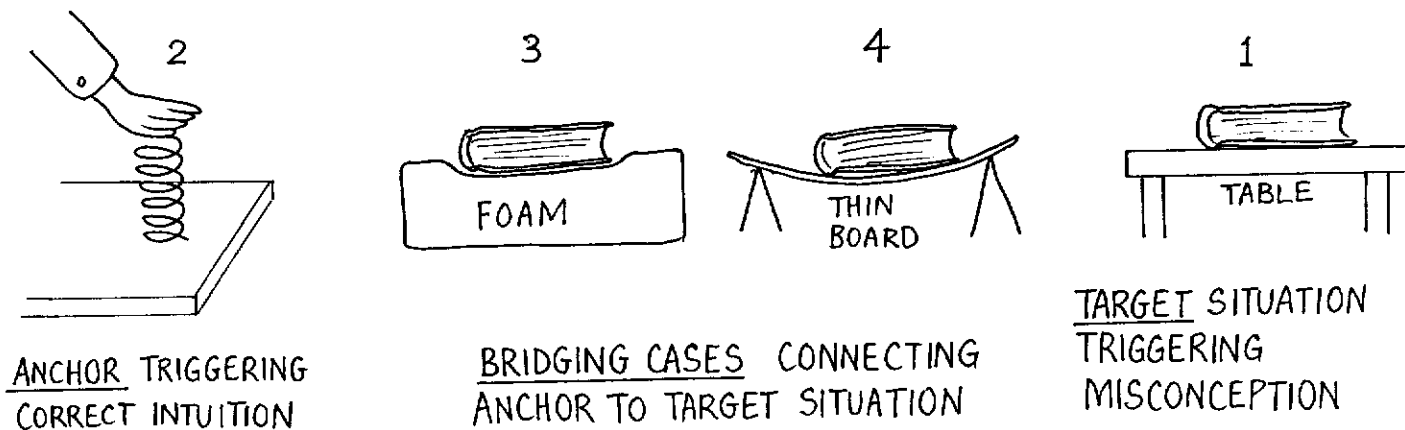 2
3
4
1
FOAM
THIN
BOARD
TABLE
ANCHOR TRIGGERING
CORRECT INTUITION
BRIDGING CASES CONNECTING
ANCHOR TO TARGET SITUATION
TARGET SITUATION
TRIGGERING
MISCONCEPTION